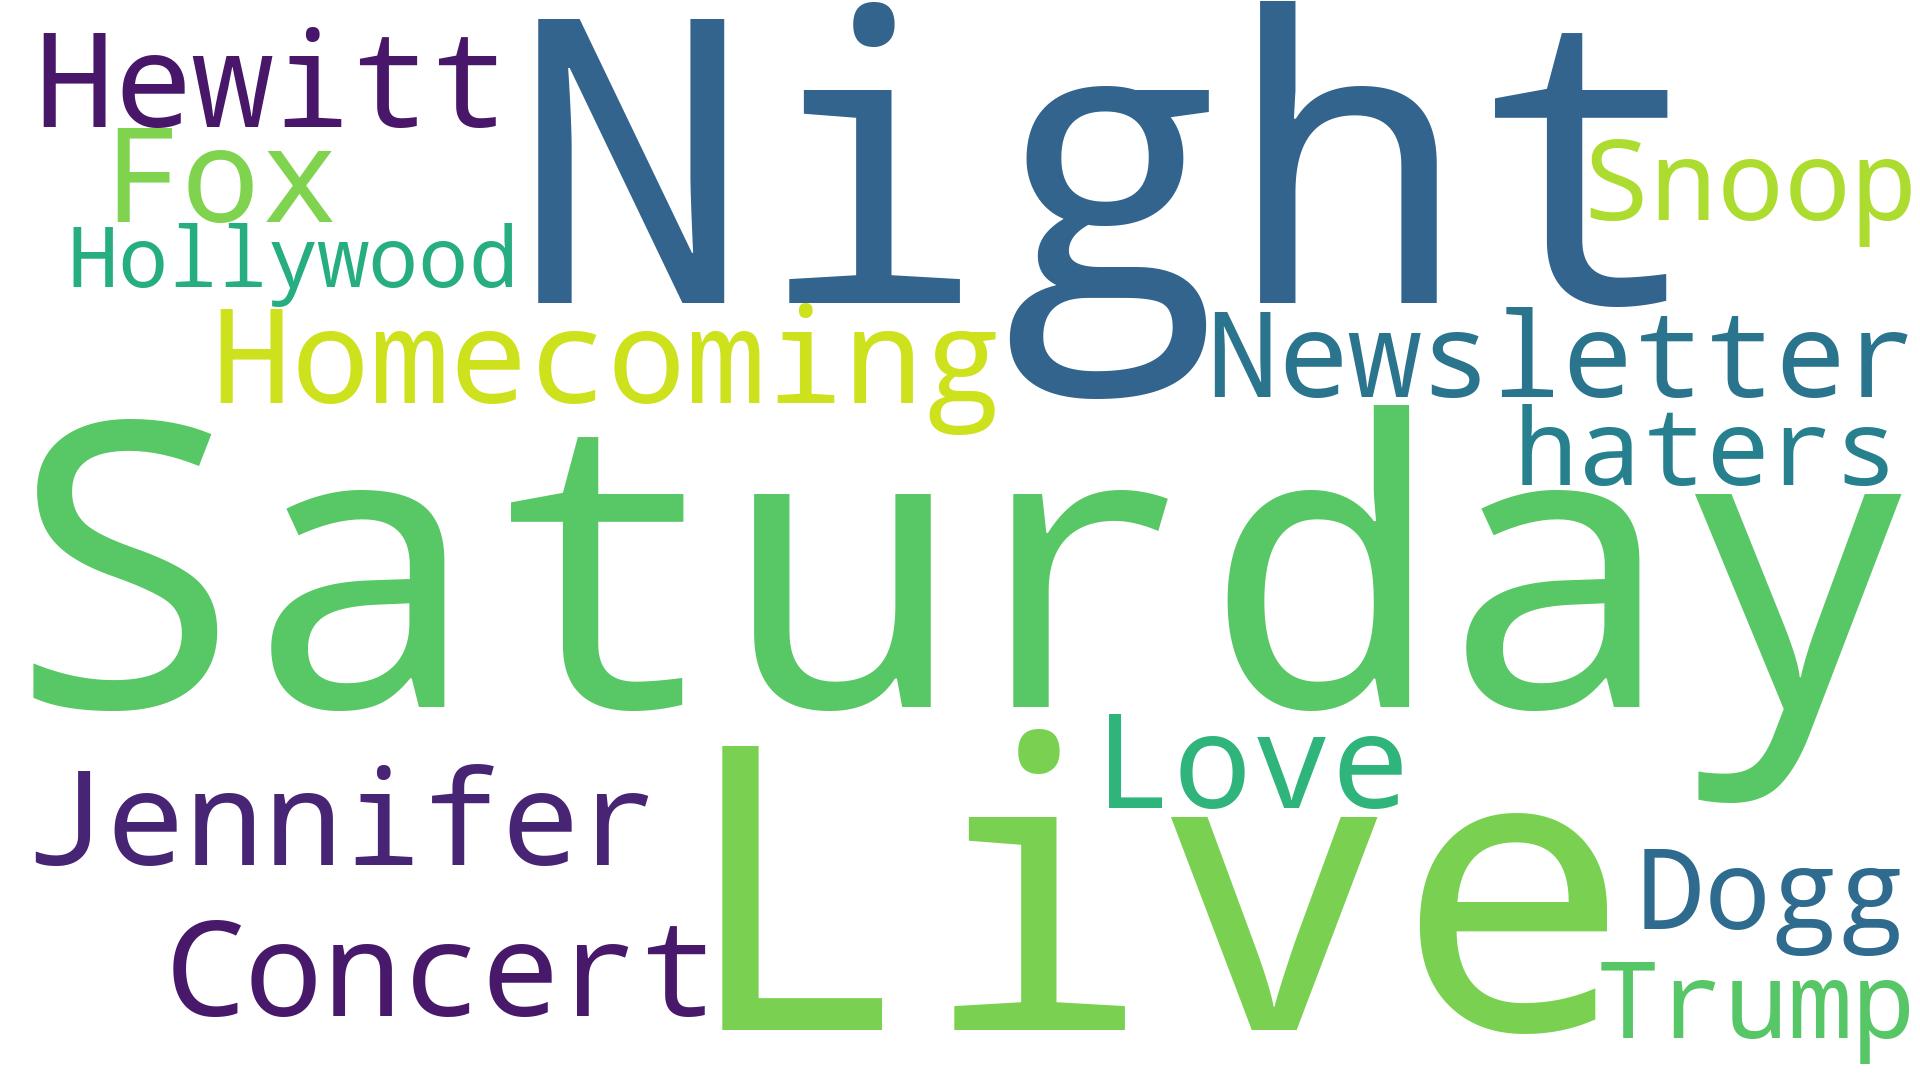 Hewitt
Night
Fox
Snoop
Hollywood
Homecoming
Newsletter
haters
Saturday
Love
Jennifer
Live
Dogg
Concert
Trump